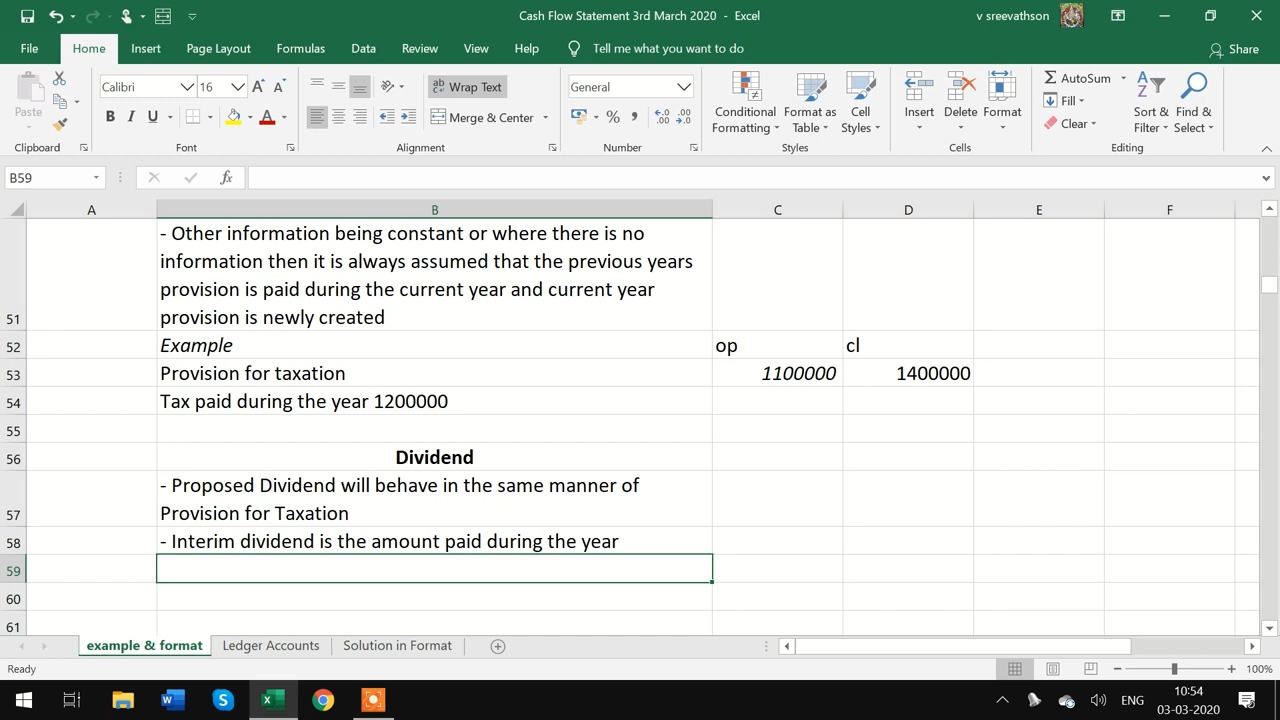 Cash Flow Statement 3rd March 2020 - Excel
v sreevathson
File Home Insert Page Layout Formulas Data Review View Help Tell me what you want to do Share
Paste
Calibri 16
B I U A
ab Wrap Text
Merge & Center
General
% ,
Conditional Formatting
Format as Table
Cell Styles
Insert Delete Format
AutoSum
Fill
Clear
Sort & Filter
Find & Select
Clipboard Font Alignment Number Styles Cells Editing
B59 fx
A B C D E F
- Other information being constant or where there is no
information then it is always assumed that the previous years
provision is paid during the current year and current year
51 provision is newly created
52 Example op cl
53 Provision for taxation 1100000 1400000
54 Tax paid during the year 1200000
55
56 Dividend
- Proposed Dividend will behave in the same manner of
57 Provision for Taxation
58 - Interim dividend is the amount paid during the year
59
60
61
example & format Ledger Accounts Solution in Format
Ready 100%
ENG
10:54
03-03-2020